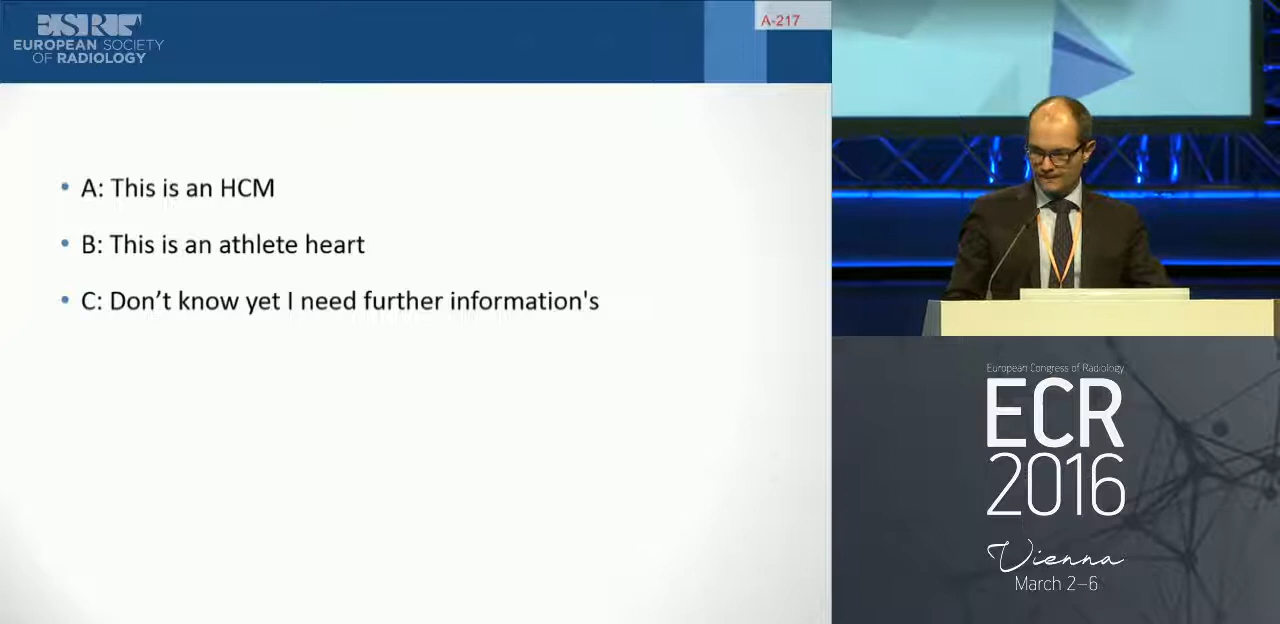 ESR
EUROPEAN SOCIETY
OF RADIOLOGY
A-217
• A: This is an HCM
• B: This is an athlete heart
• C: Don’t know yet I need further information's
European Congress of Radiology
ECR
2016
Vienna
March 2–6